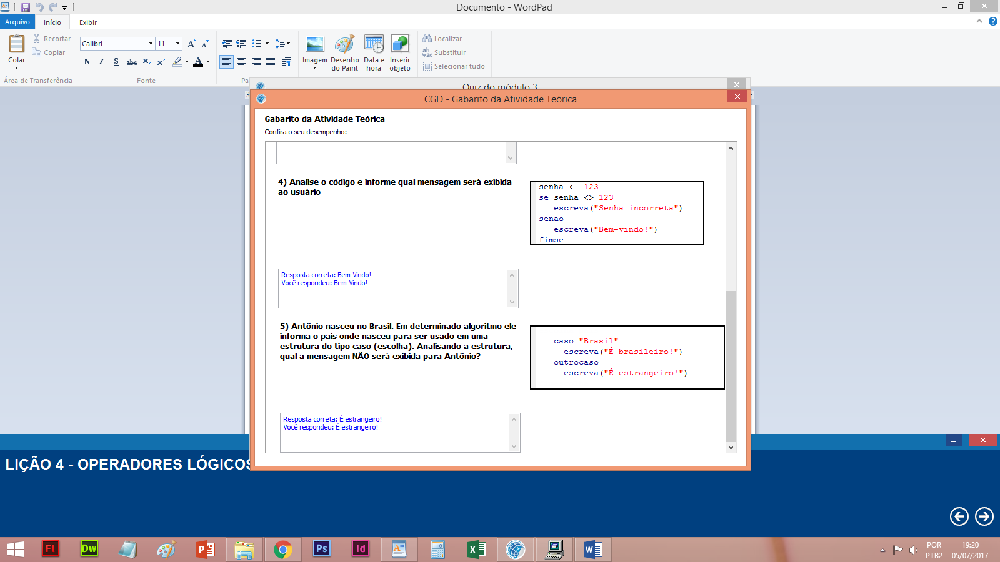 Documento - WordPad
Arquivo
Início
Exibir
Colar
Recortar
Copiar
Área de Transferência
Calibri
11
N I S abc X₂ X² A
Fonte
Pa
Imagem
Desenho do Paint
Data e hora
Inserir objeto
Localizar
Substituir
Selecionar tudo
3
Quiz do módulo 3
CGD - Gabarito da Atividade Teórica
Gabarito da Atividade Teórica
Confira o seu desempenho:
4) Analise o código e informe qual mensagem será exibida
ao usuário
senha <- 123
se senha <> 123
escreva("Senha incorreta")
senao
escreva("Bem-vindo!")
fimse
Resposta correta: Bem-Vindo!
Você respondeu: Bem-Vindo!
5) Antônio nasceu no Brasil. Em determinado algoritmo ele
informa o país onde nasceu para ser usado em uma
estrutura do tipo caso (escolha). Analisando a estrutura,
qual a mensagem NÃO será exibida para Antônio?
caso "Brasil"
escreva("É brasileiro!")
outrocaso
escreva("É estrangeiro!")
Resposta correta: É estrangeiro!
Você respondeu: É estrangeiro!
LIÇÃO 4 - OPERADORES LÓGICOS
Fl
Dw
P
Ps
Id
X
W
POR
PTB2
19:20
05/07/2017